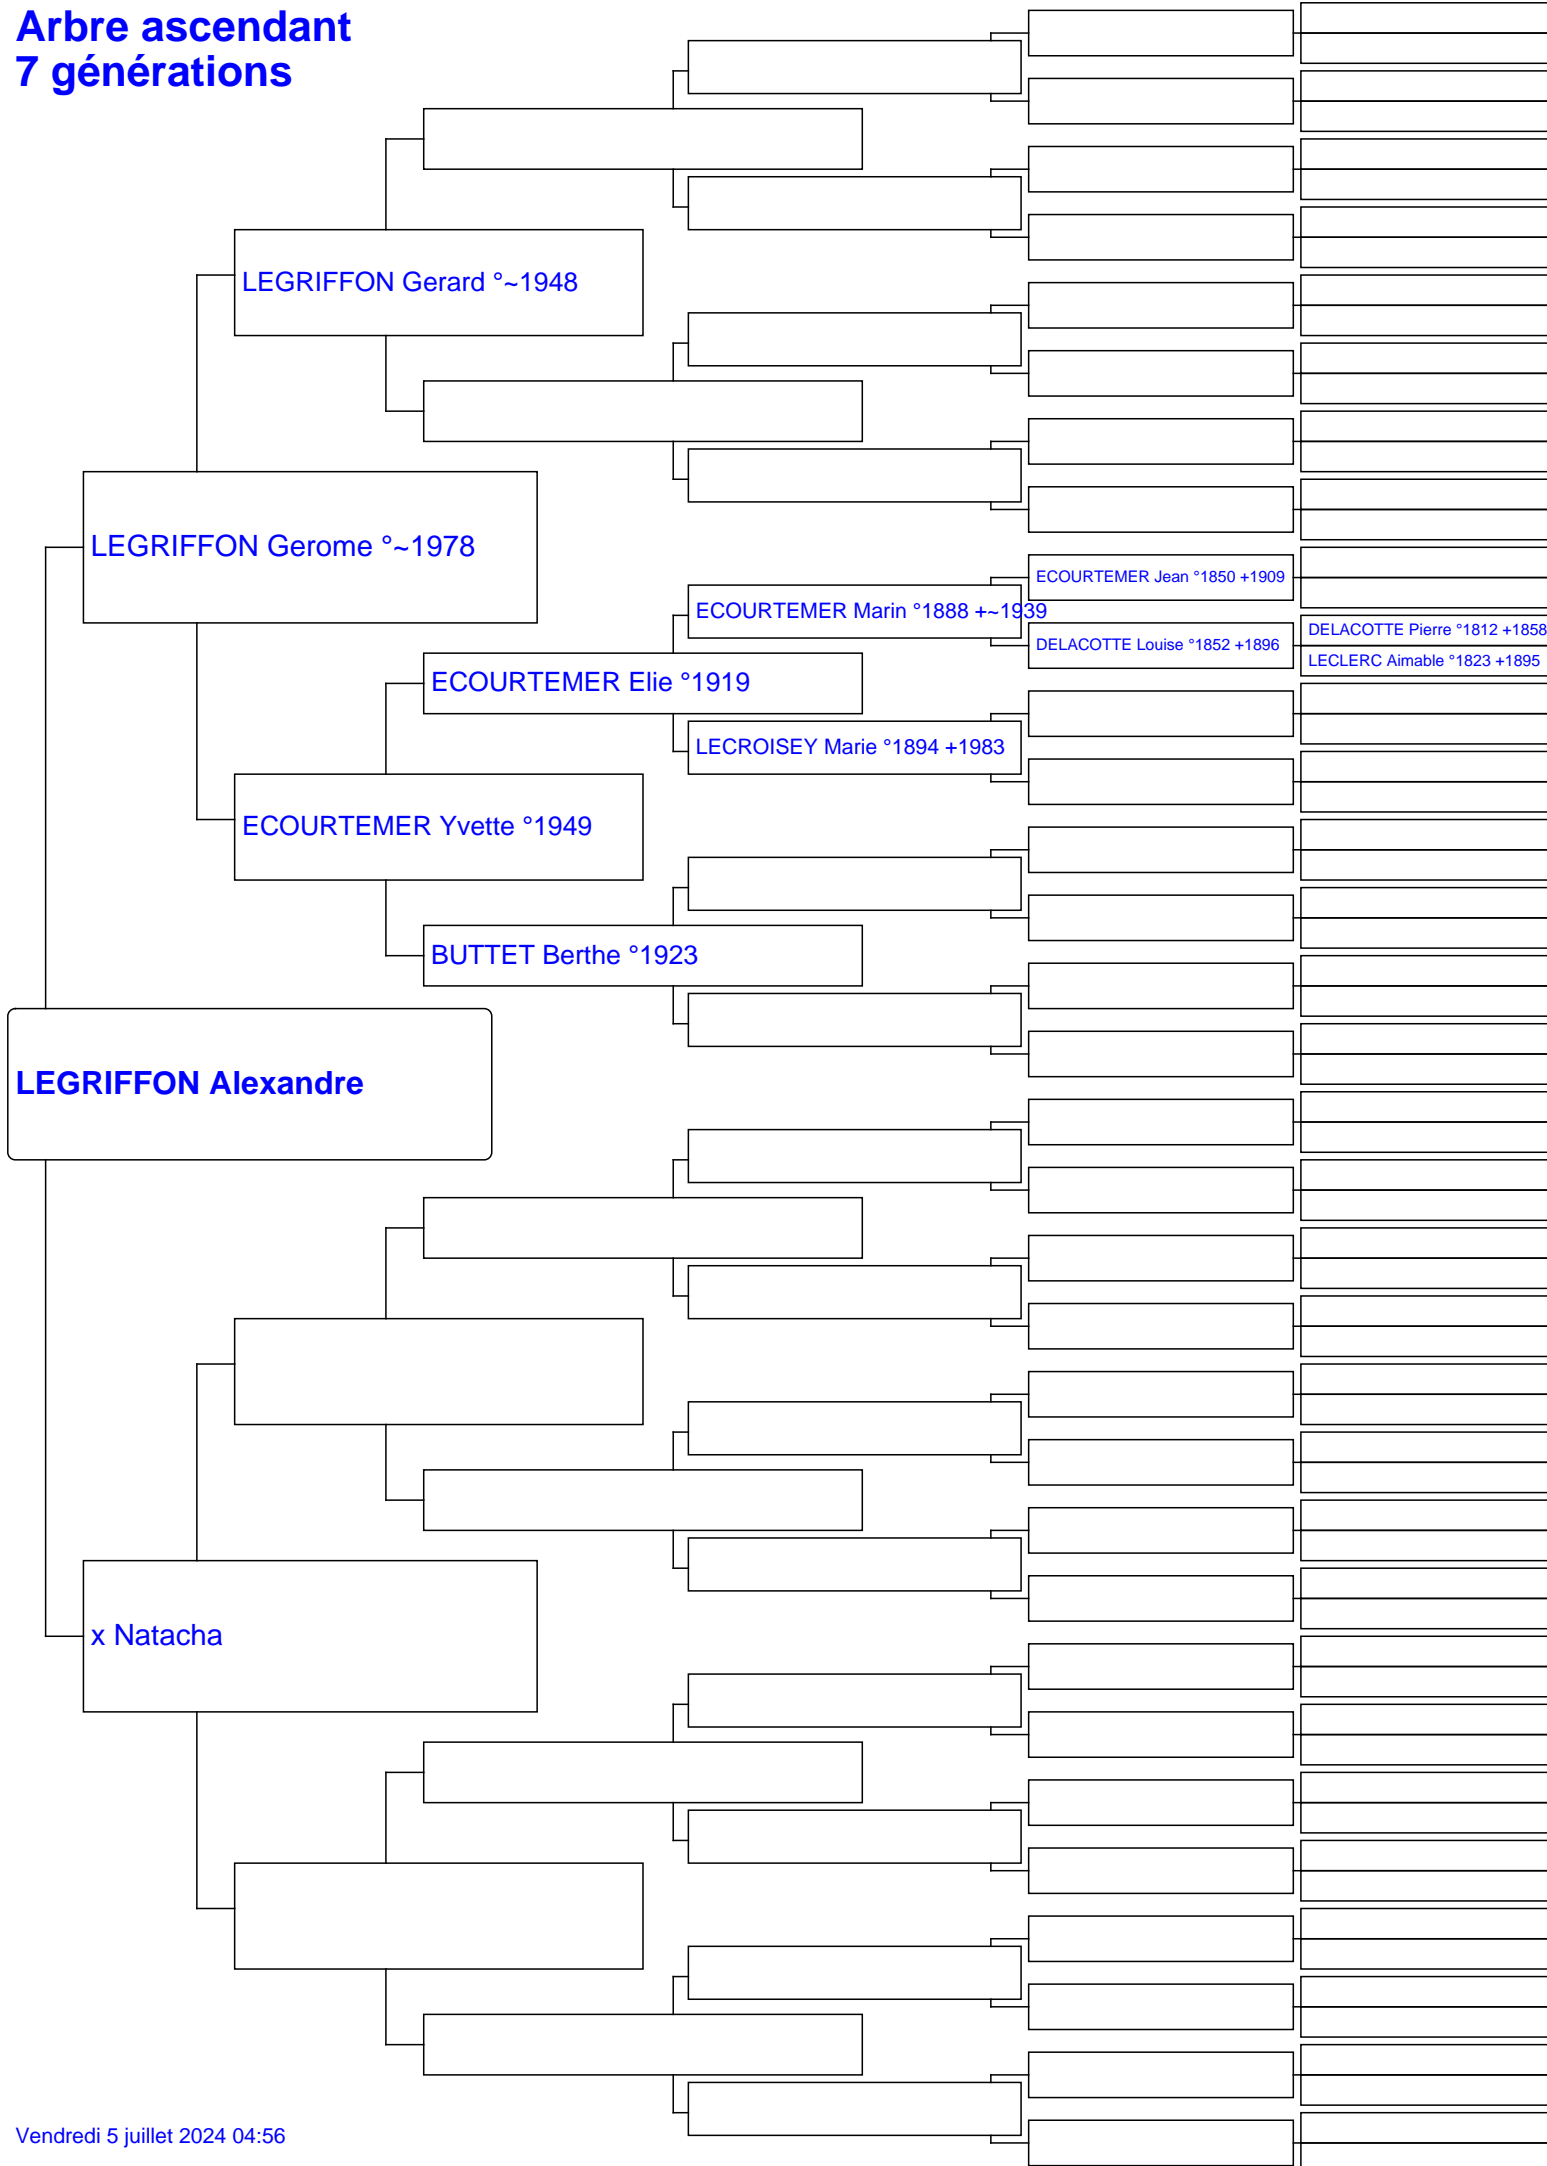 Arbre ascendant
7 générations
LEGRIFFON Gerard °~1948
LEGRIFFON Gerome °~1978
ECOURTEMER Jean °1850 +1909
ECOURTEMER Marin °1888 +~1939
DELACOTTE Pierre °1812 +1858
DELACOTTE Louise °1852 +1896
LECLERC Aimable °1823 +1895
ECOURTEMER Elie °1919
LECROISEY Marie °1894 +1983
ECOURTEMER Yvette °1949
BUTTET Berthe °1923
LEGRIFFON Alexandre
x Natacha
Vendredi 5 juillet 2024 04:56